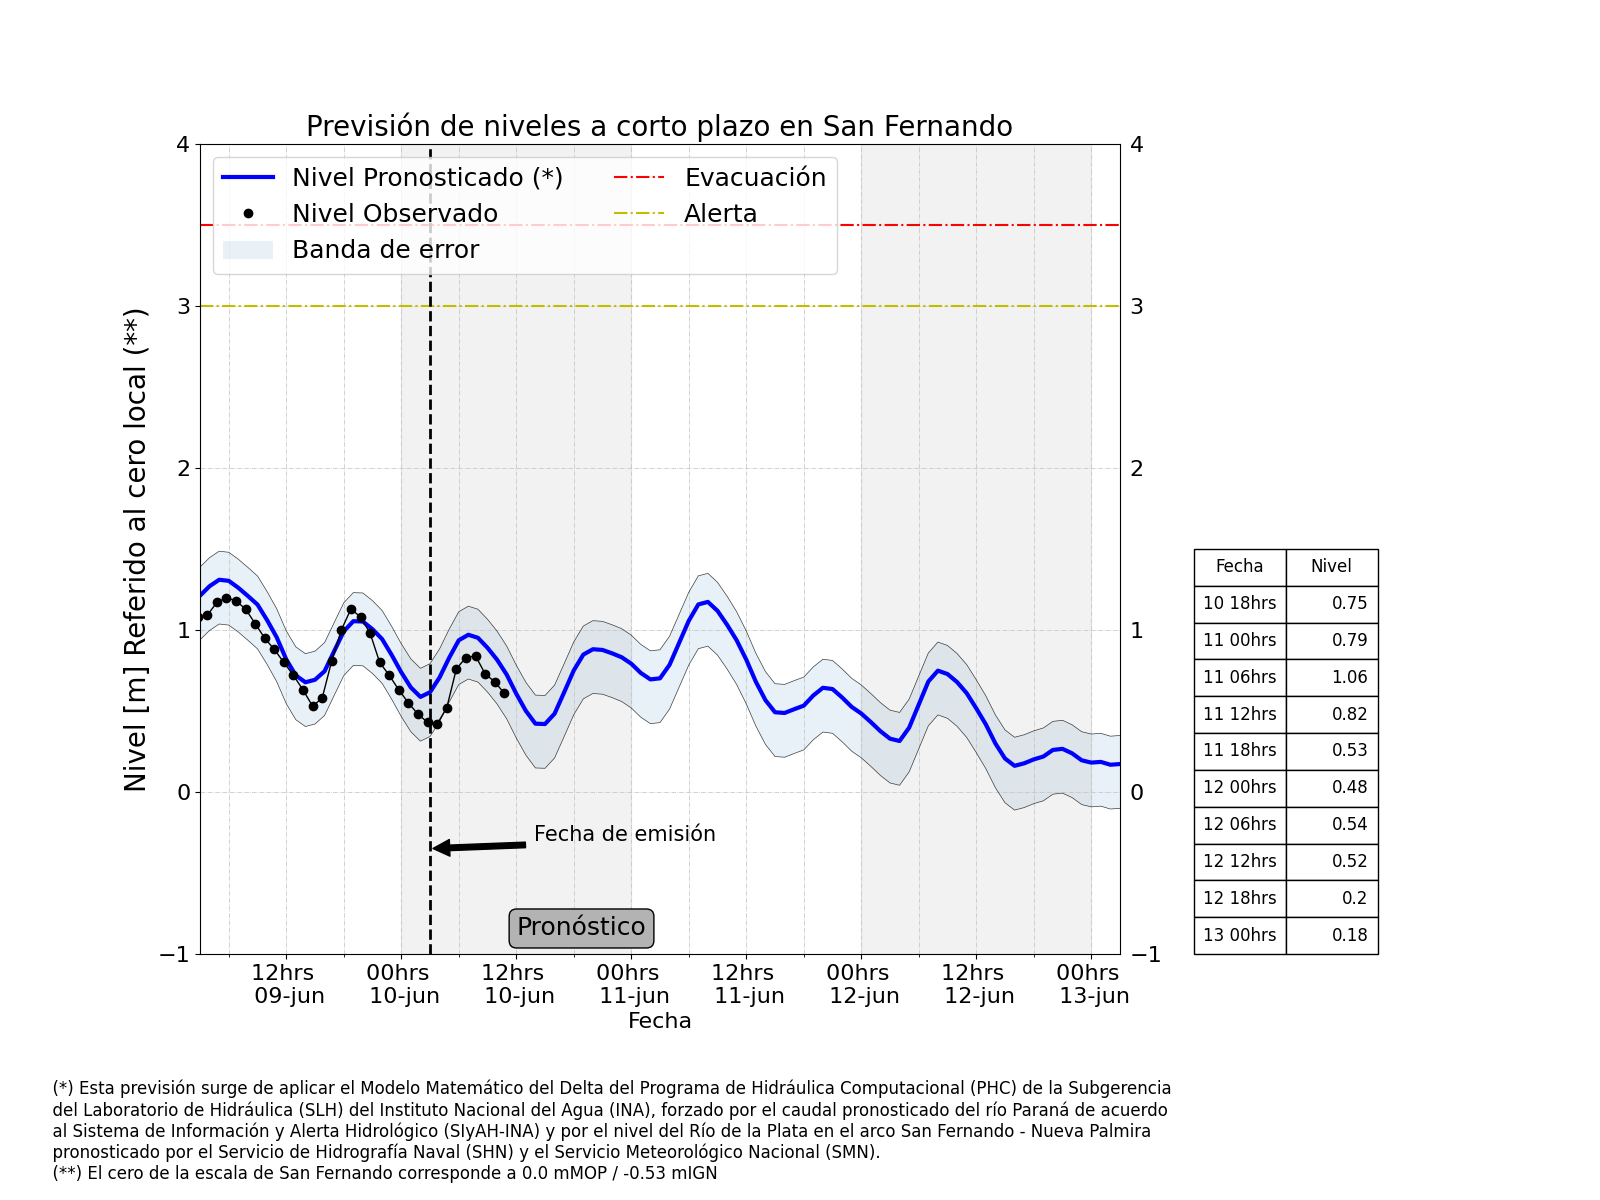 Previsión de niveles a corto plazo en San Fernando
4
3
2
1
0
−1
4
3
2
1
0
−1
Nivel [m] Referido al cero local (**)
Nivel Pronosticado (*)
Nivel Observado
Banda de error
Evacuación
Alerta
Fecha de emisión
Pronóstico
12hrs 09-jun
00hrs 10-jun
12hrs 10-jun
00hrs 11-jun
12hrs 11-jun
00hrs 12-jun
12hrs 12-jun
00hrs 13-jun
Fecha
Fecha Nivel
10 18hrs 0.75
11 00hrs 0.79
11 06hrs 1.06
11 12hrs 0.82
11 18hrs 0.53
12 00hrs 0.48
12 06hrs 0.54
12 12hrs 0.52
12 18hrs 0.2
13 00hrs 0.18
(*) Esta previsión surge de aplicar el Modelo Matemático del Delta del Programa de Hidráulica Computacional (PHC) de la Subgerencia
del Laboratorio de Hidráulica (SLH) del Instituto Nacional del Agua (INA), forzado por el caudal pronosticado del río Paraná de acuerdo
al Sistema de Información y Alerta Hidrológico (SIyAH-INA) y por el nivel del Río de la Plata en el arco San Fernando - Nueva Palmira
pronosticado por el Servicio de Hidrografía Naval (SHN) y el Servicio Meteorológico Nacional (SMN).
(**) El cero de la escala de San Fernando corresponde a 0.0 mMOP / -0.53 mIGN